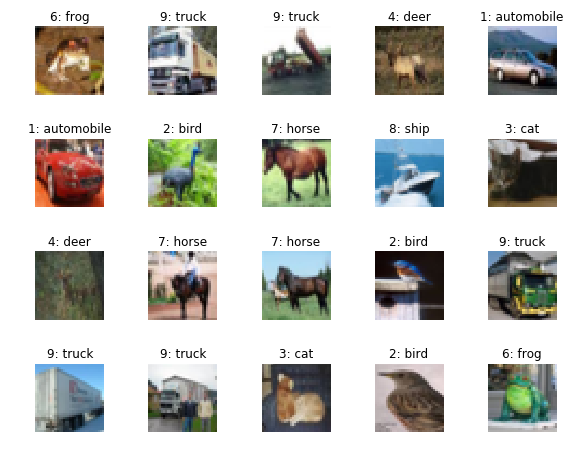 6: frog 9: truck 9: truck 4: deer 1: automobile
1: automobile 2: bird 7: horse 8: ship 3: cat
4: deer 7: horse 7: horse 2: bird 9: truck
9: truck 9: truck 3: cat 2: bird 6: frog